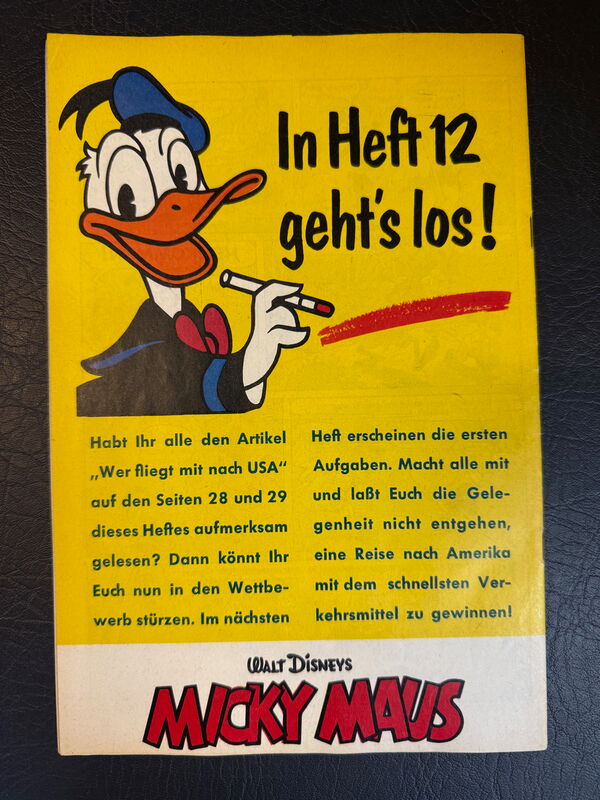 In Heft 12
geht's los!
Habt Ihr alle den Artikel
„Wer fliegt mit nach USA“
auf den Seiten 28 und 29
dieses Heftes aufmerksam
gelesen? Dann könnt Ihr
Euch nun in den Wettbe-
werb stürzen. Im nächsten
Heft erscheinen die ersten
Aufgaben. Macht alle mit
und laßt Euch die Gele-
genheit nicht entgehen,
eine Reise nach Amerika
mit dem schnellsten Ver-
kehrsmittel zu gewinnen!
WALT DISNEYS
MICKY MAUS